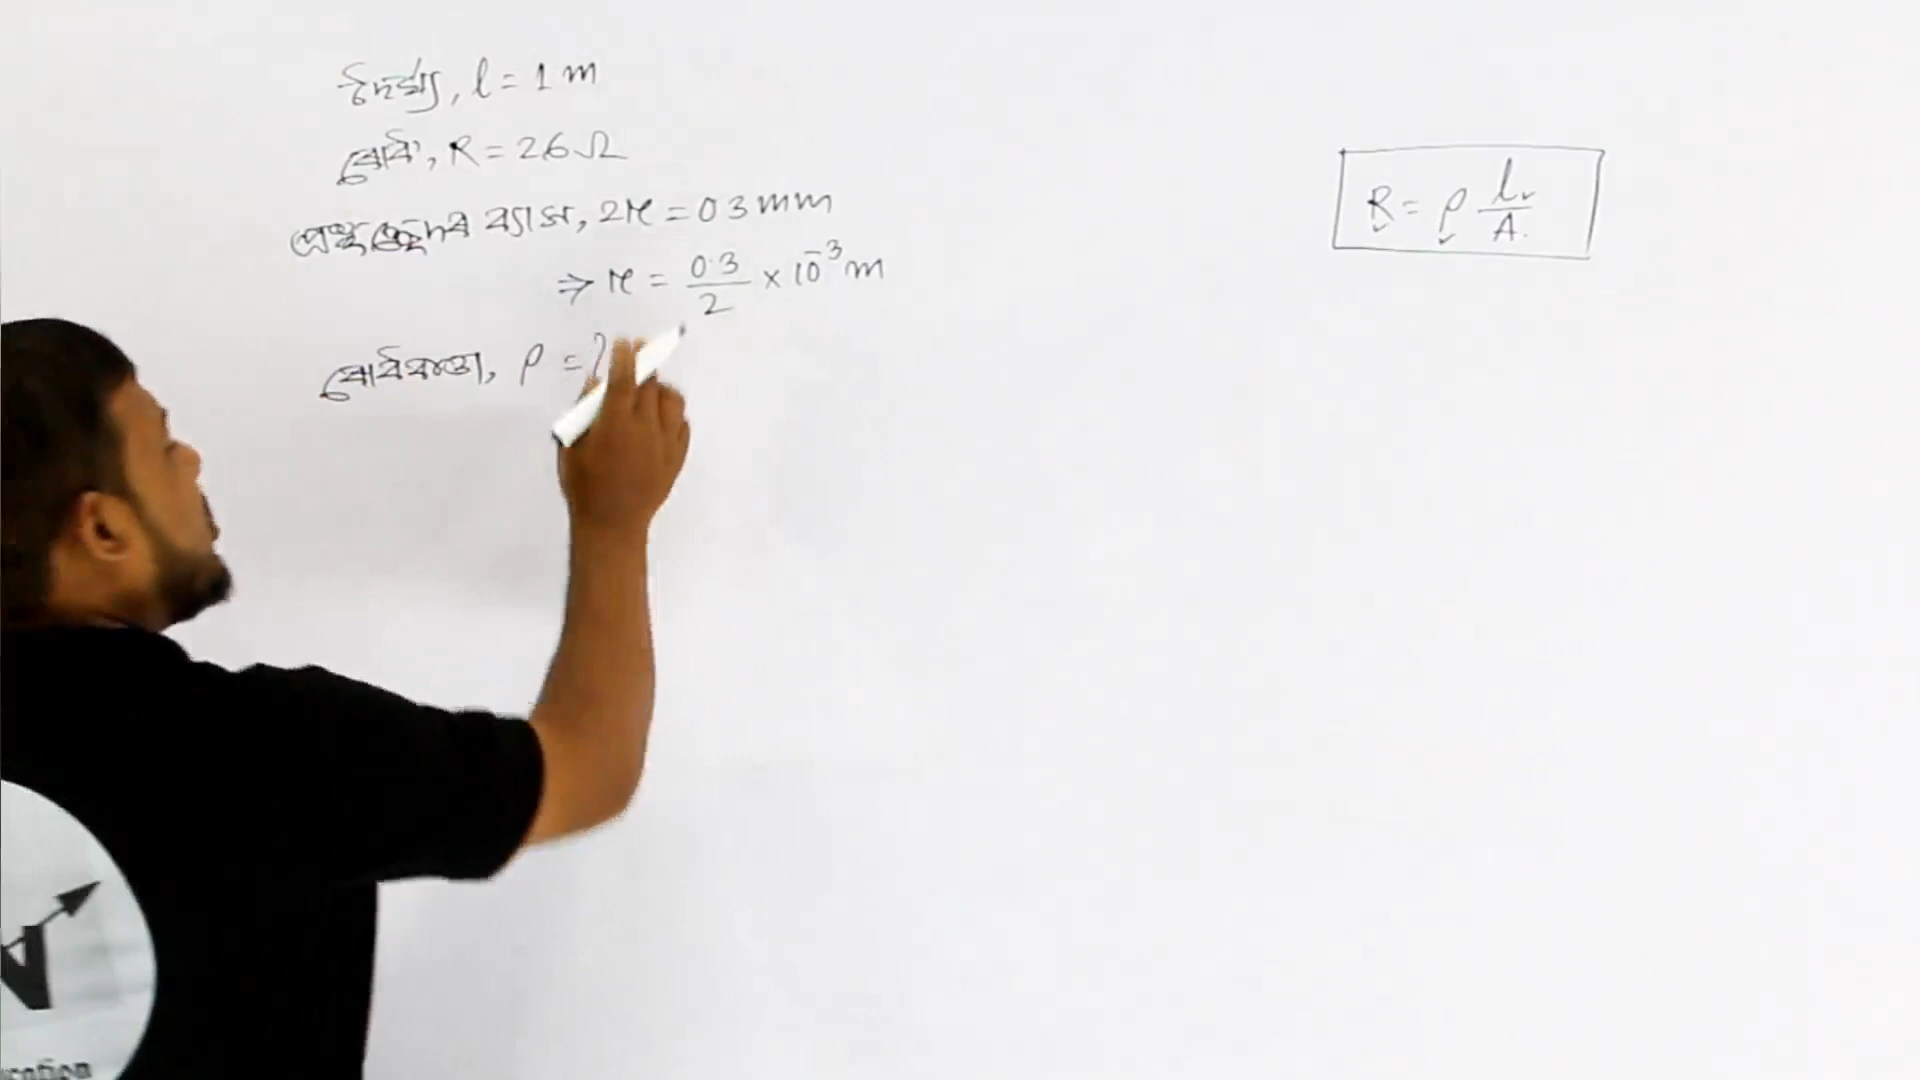 দৈর্ঘ্য, l = 1 m
রোধ, R = 26 Ω
প্রস্থচ্ছেদের ব্যাস, 2r = 0 3 mm
⇒ r = 0.3/2 × 10⁻³ m
রোধকত্ব, ρ = ?
R = ρ l/A